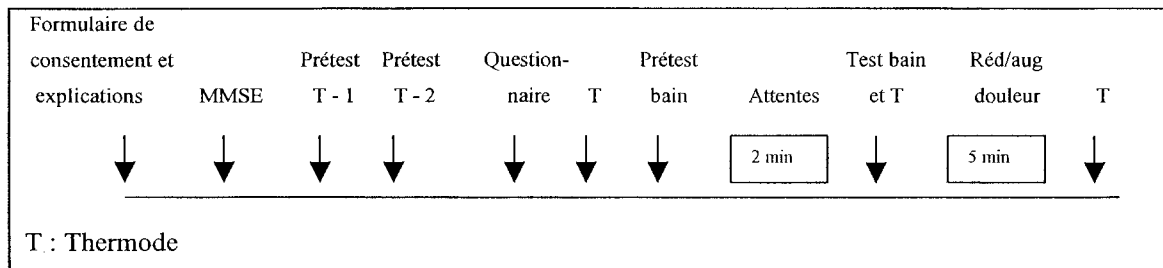 Formulaire de
consentement et Prétest Prétest Question- Prétest Test bain Réd/aug
explications MMSE T - 1 T - 2 naire T bain Attentes et T douleur T
2 min 5 min
T : Thermode